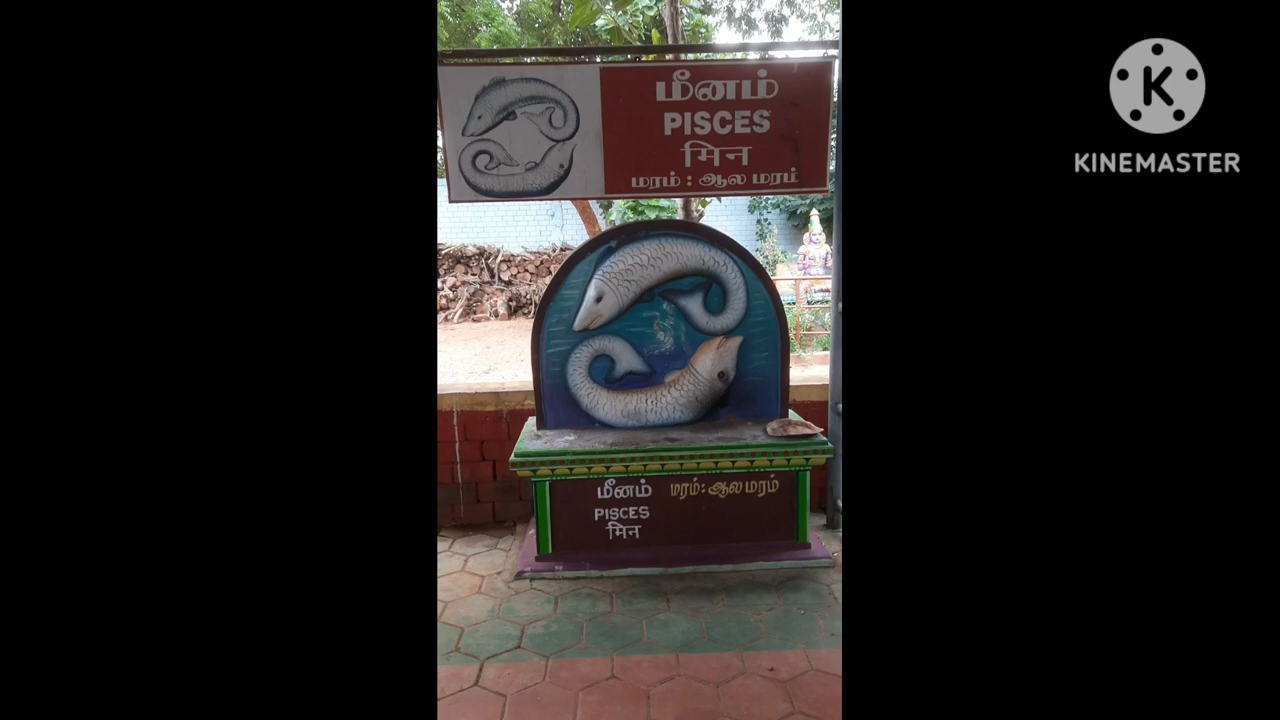 மீனம்
PISCES
मिन
மரம் : ஆல மரம்
மீனம் மரம்: ஆல மரம்
PISCES
मिन
K
KINEMASTER